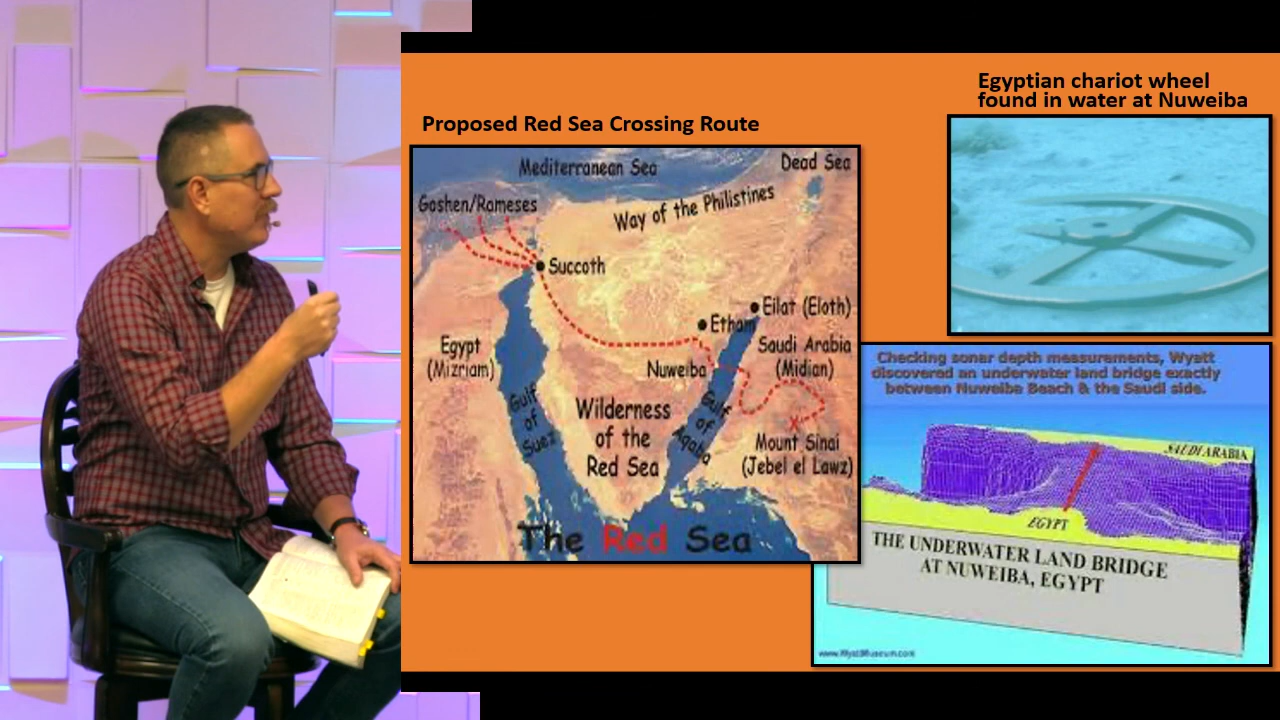 Egyptian chariot wheel
found in water at Nuweiba
Proposed Red Sea Crossing Route
Mediterranean Sea
Dead Sea
Goshen/Rameses
Way of the Philistines
Succoth
Eilat (Eloth)
Etham
Egypt
(Mizriam)
Saudi Arabia
(Midian)
Nuweiba
Gulf
of
Suez
Wilderness
of the
Red Sea
Gulf
of
Aqaba
Mount Sinai
(Jebel el Lawz)
The Red Sea
Checking sonar depth measurements, Wyatt
discovered an underwater land bridge exactly
between Nuweiba Beach & the Saudi side.
SAUDI ARABIA
EGYPT
THE UNDERWATER LAND BRIDGE
AT NUWEIBA, EGYPT
www.WyattMuseum.com